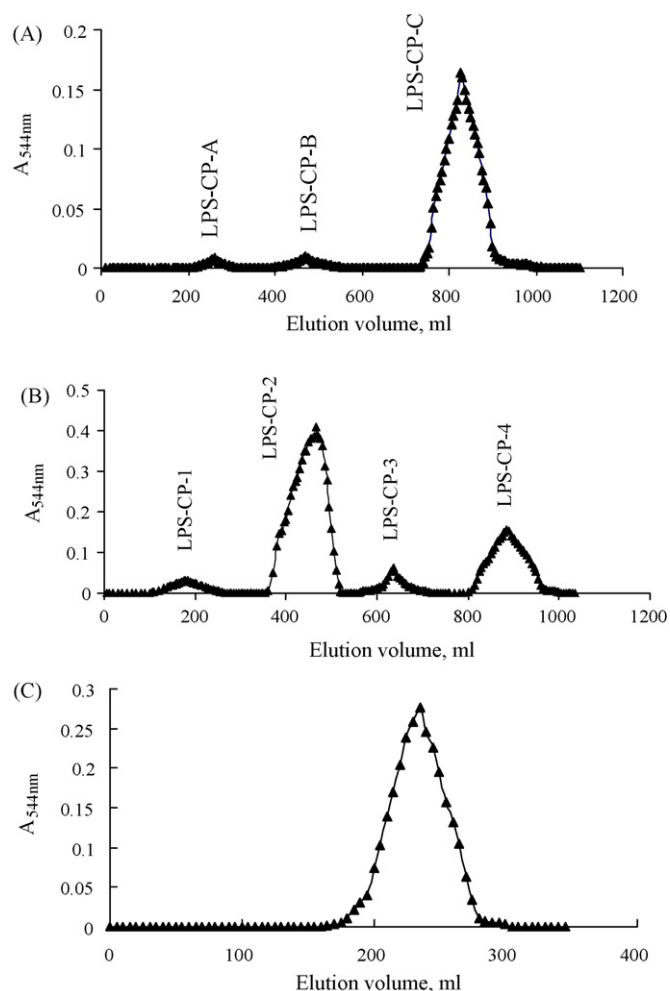 (A)
0.2
0.15
0.1
0.05
0
A 544nm
LPS-CP-A
LPS-CP-B
LPS-CP-C
0 200 400 600 800 1000 1200
Elution volume, ml
(B)
0.5
0.4
0.3
0.2
0.1
0
A544nm
LPS-CP-1
LPS-CP-2
LPS-CP-3
LPS-CP-4
0 200 400 600 800 1000 1200
Elution volume, ml
(C)
0.3
0.25
0.2
0.15
0.1
0.05
0
A544nm
0 100 200 300 400
Elution volume, ml